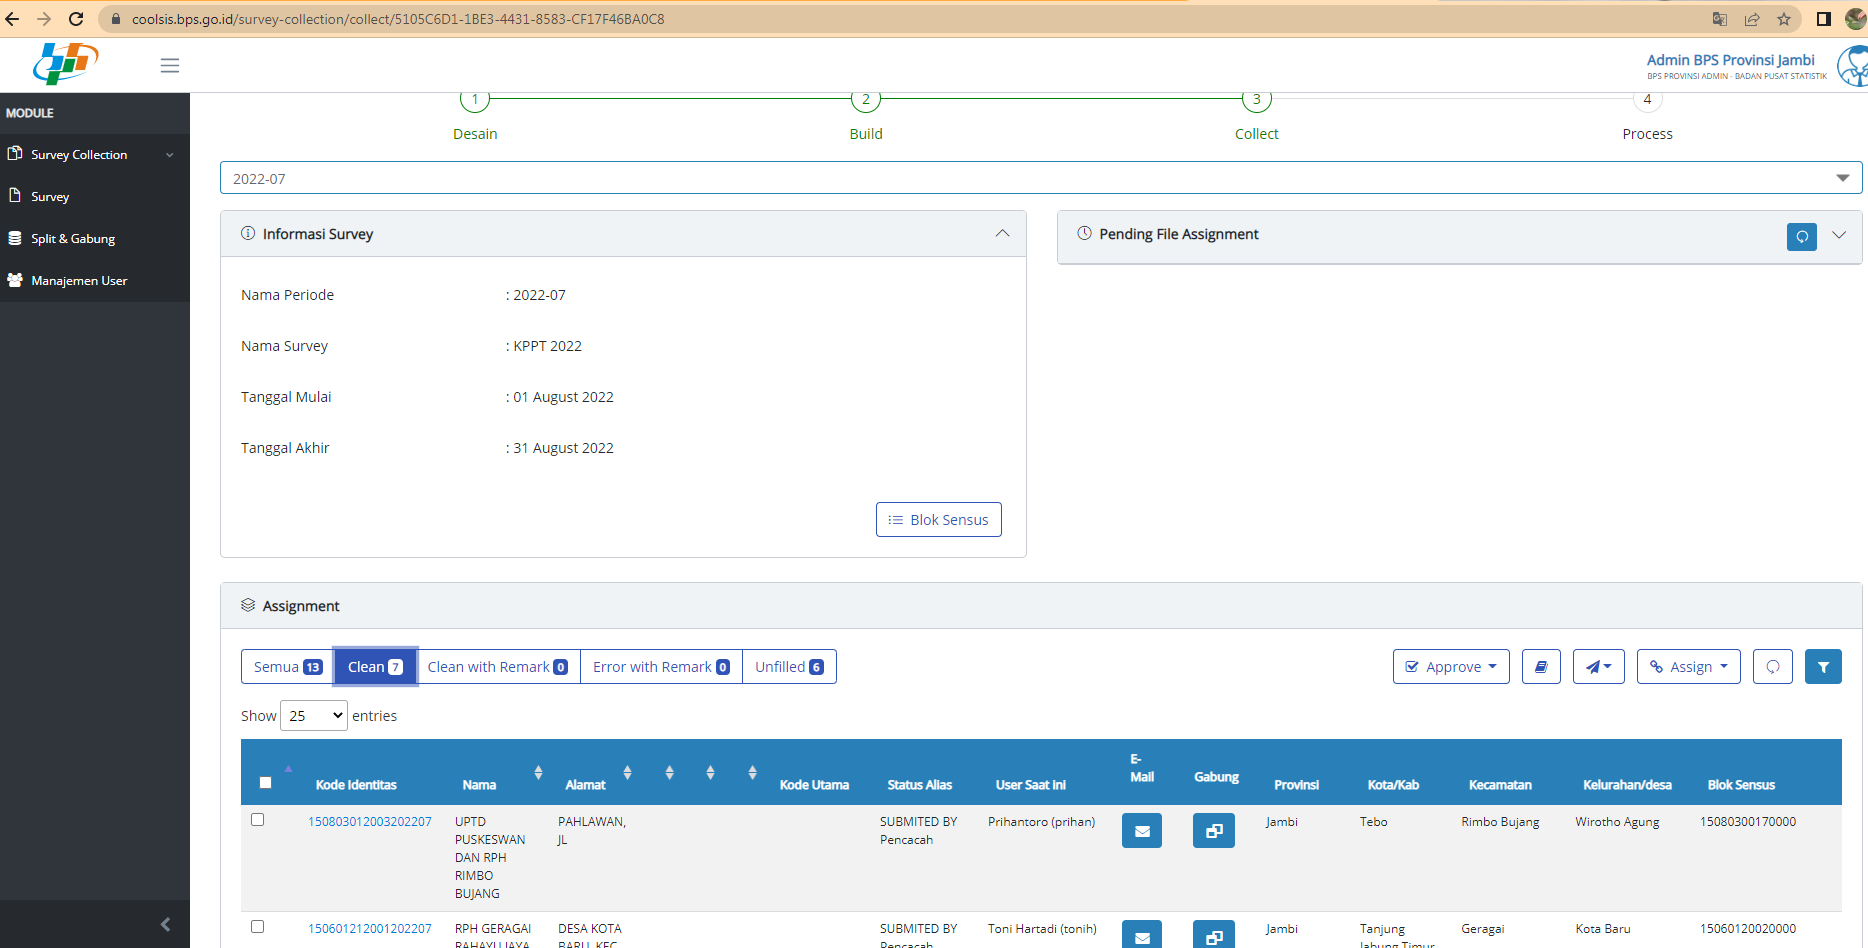 coolsis.bps.go.id/survey-collection/collect/5105C6D1-1BE3-4431-8583-CF17F46BA0C8
Admin BPS Provinsi Jambi
BPS PROVINSI ADMIN - BADAN PUSAT STATISTIK
MODULE
Survey Collection
Survey
Split & Gabung
Manajemen User
1 2 3 4
Desain Build Collect Process
2022-07
Informasi Survey
Pending File Assignment
Nama Periode : 2022-07
Nama Survey : KPPT 2022
Tanggal Mulai : 01 August 2022
Tanggal Akhir : 31 August 2022
Blok Sensus
Assignment
Semua 13 Clean 7 Clean with Remark 0 Error with Remark 0 Unfilled 6 Approve Assign
Show 25 entries
Kode Identitas Nama Alamat Kode Utama Status Alias User Saat Ini E-Mail Gabung Provinsi Kota/Kab Kecamatan Kelurahan/desa Blok Sensus
150803012003202207 UPTD PAHLAWAN, SUBMITED BY Prihantoro (prihan) Jambi Tebo Rimbo Bujang Wirotho Agung 15080300170000
PUSKESWAN JL Pencacah
DAN RPH
RIMBO
BUJANG
150601212001202207 RPH GERAGAI DESA KOTA SUBMITED BY Toni Hartadi (tonih) Jambi Tanjung Geragai Kota Baru 15060120020000
RAHAYU JAYA BARU, KEC Pencacah Jabung Timur